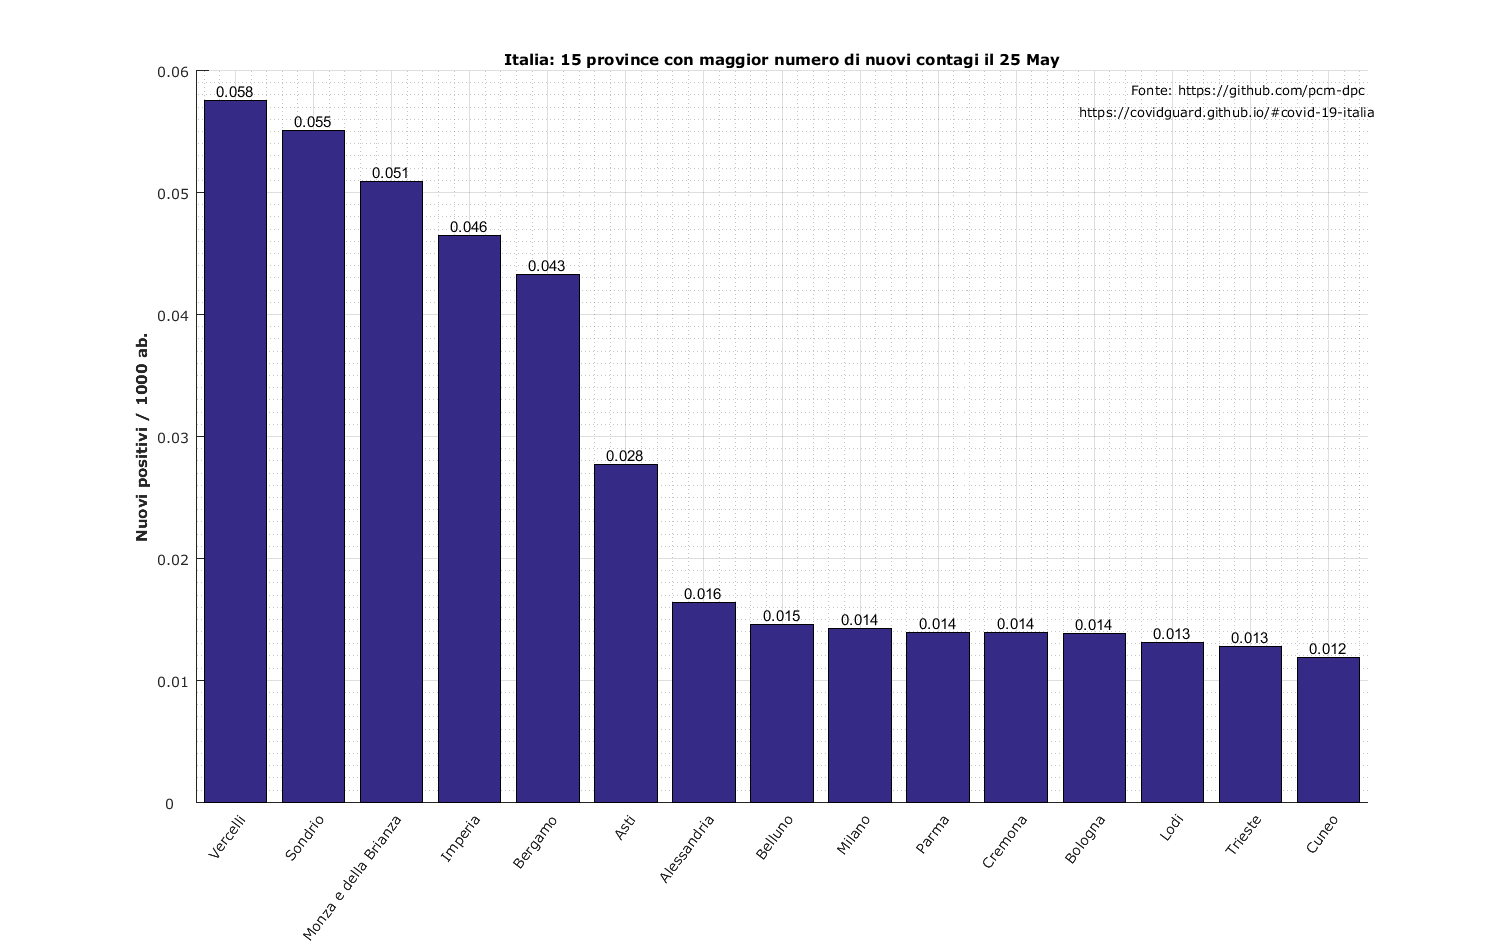 Italia: 15 province con maggior numero di nuovi contagi il 25 May
Fonte: https://github.com/pcm-dpc
https://covidguard.github.io/#covid-19-italia
Nuovi positivi / 1000 ab.
0.06
0.05
0.04
0.03
0.02
0.01
0
0.058
0.055
0.051
0.046
0.043
0.028
0.016
0.015
0.014
0.014
0.014
0.014
0.013
0.013
0.012
Vercelli
Sondrio
Monza e della Brianza
Imperia
Bergamo
Asti
Alessandria
Belluno
Milano
Parma
Cremona
Bologna
Lodi
Trieste
Cuneo